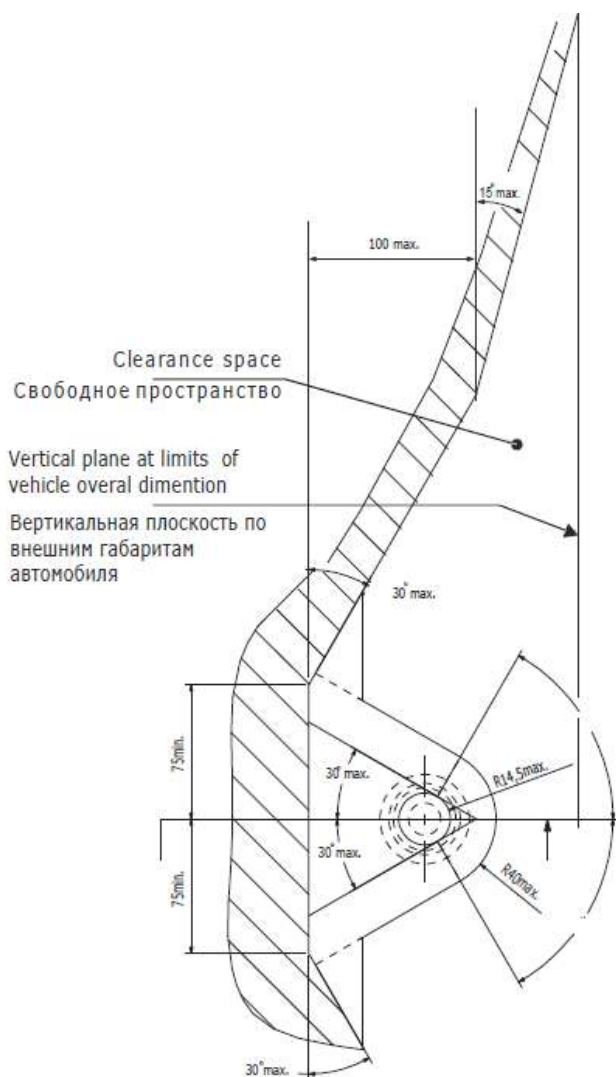 15° max.
100 max.
Clearance space
Свободное пространство
Vertical plane at limits of
vehicle overal dimention
Вертикальная плоскость по
внешним габаритам
автомобиля
30° max.
75min.
30° max.
R14,5max.
30° max.
75min.
R40max.
30° max.